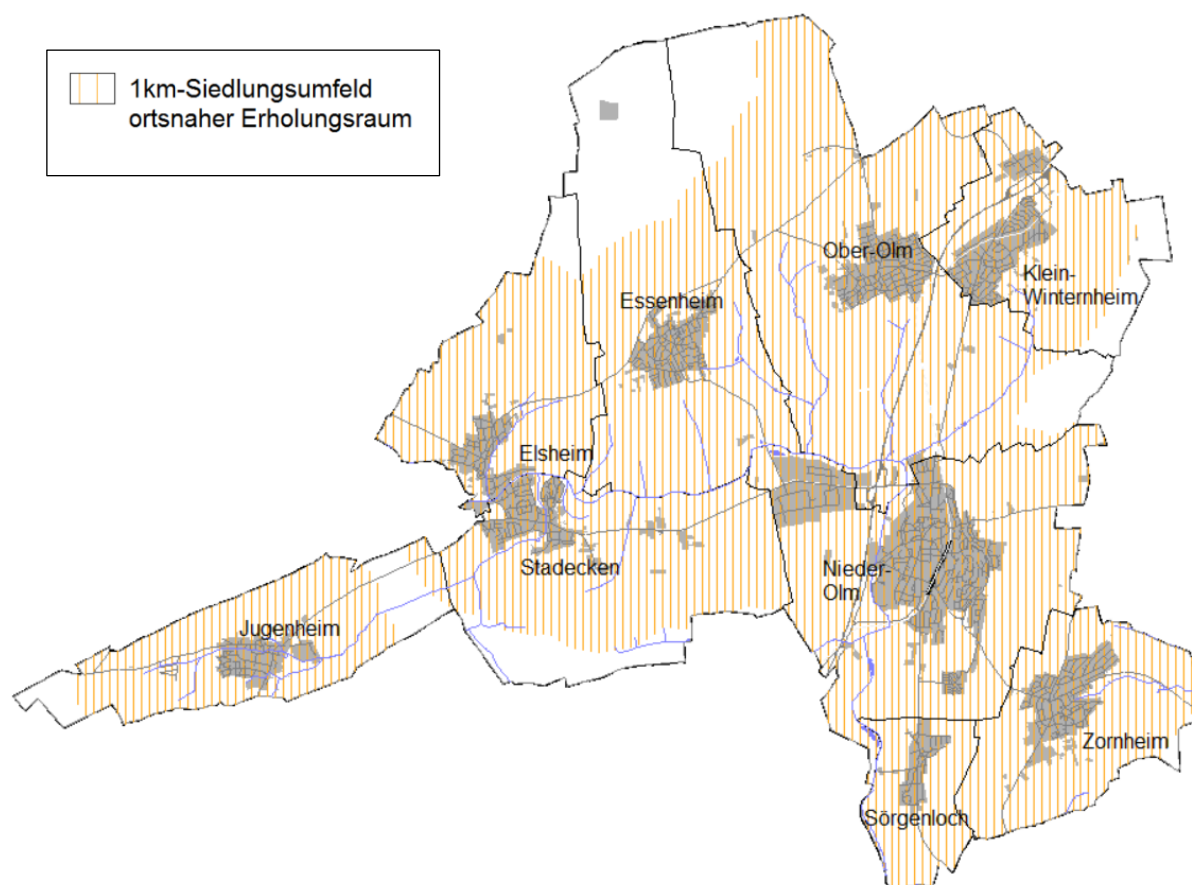 1km-Siedlungsumfeld
ortsnaher Erholungsraum
Ober-Olm
Klein-
Winternheim
Essenheim
Elsheim
Stadecken
Nieder-
Olm
Jugenheim
Zornheim
Sörgenloch